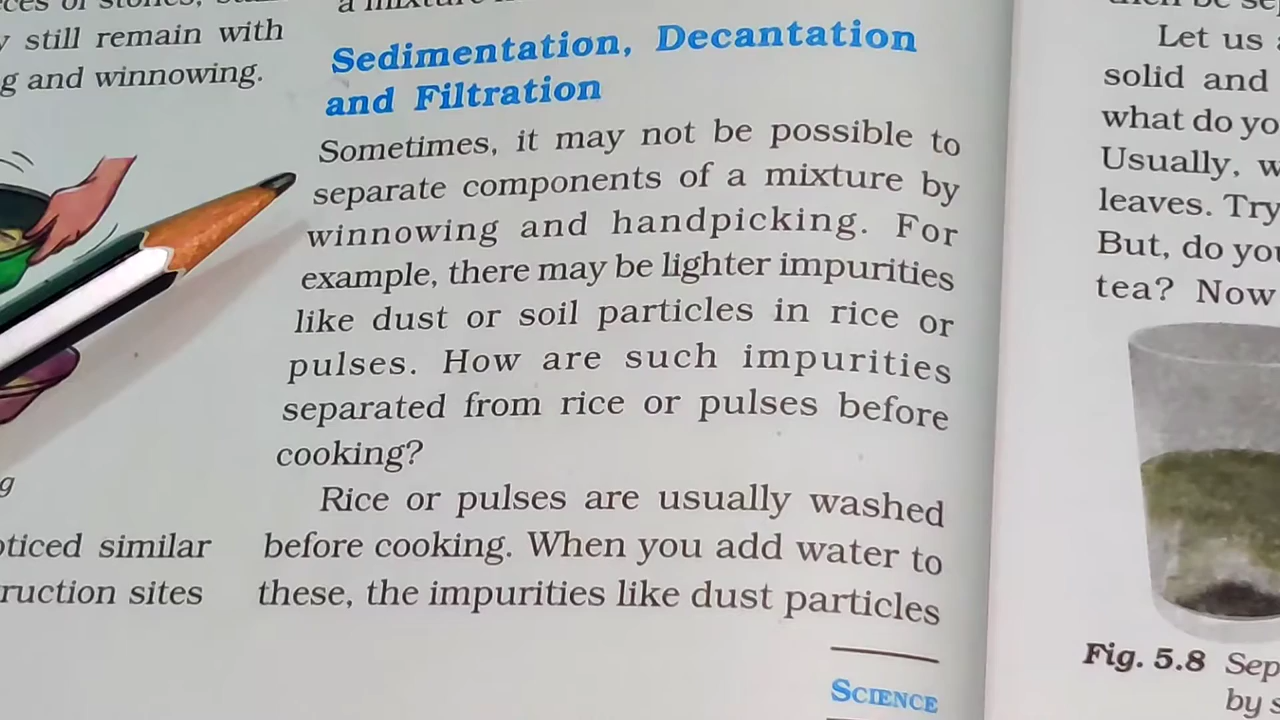 y still remain with
g and winnowing.
g
oticed similar
ruction sites
a mixture
Sedimentation, Decantation
and Filtration
Sometimes, it may not be possible to
separate components of a mixture by
winnowing and handpicking. For
example, there may be lighter impurities
like dust or soil particles in rice or
pulses. How are such impurities
separated from rice or pulses before
cooking?
Rice or pulses are usually washed
before cooking. When you add water to
these, the impurities like dust particles
SCIENCE
Let us a
solid and
what do yo
Usually, w
leaves. Try
But, do you
tea? Now
Fig. 5.8 Sep
by s